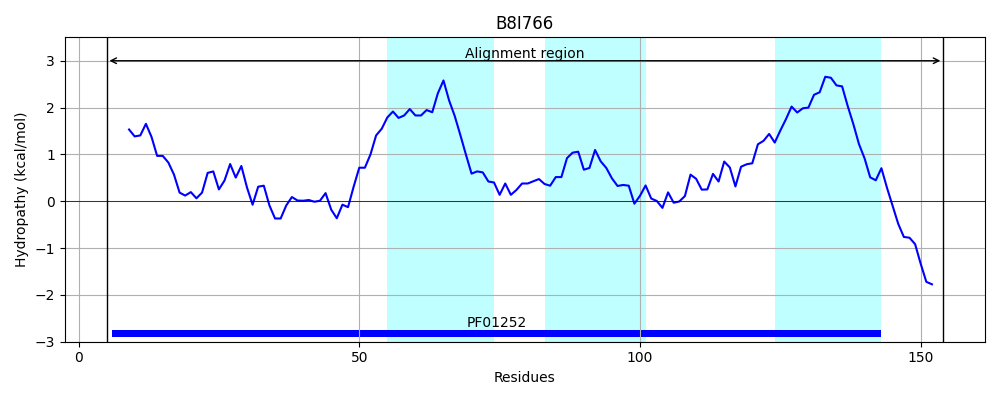 B8I766
Alignment region
3
2
1
0
−1
−2
−3
Hydropathy (kcal/mol)
PF01252
0
50
100
150
Residues